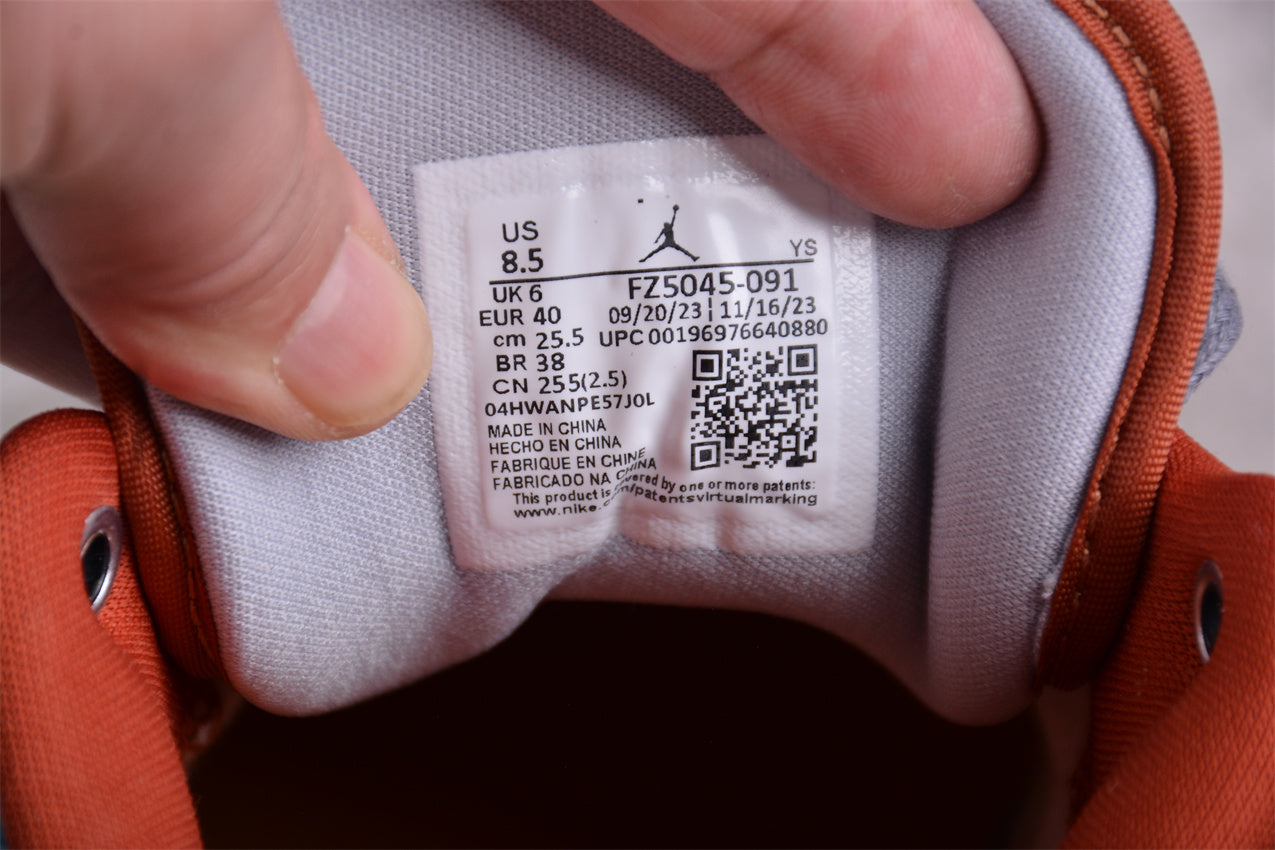 US
8.5
YS
UK 6
FZ5045-091
EUR 40
09/20/23 | 11/16/23
cm 25.5
UPC 00196976640880
BR 38
CN 255(2.5)
04HWANPE57J0L
MADE IN CHINA
HECHO EN CHINA
FABRIQUE EN CHINE
FABRICADO NA CHINA
This product is covered by one or more patents:
www.nike.com/patentsvirtualmarking